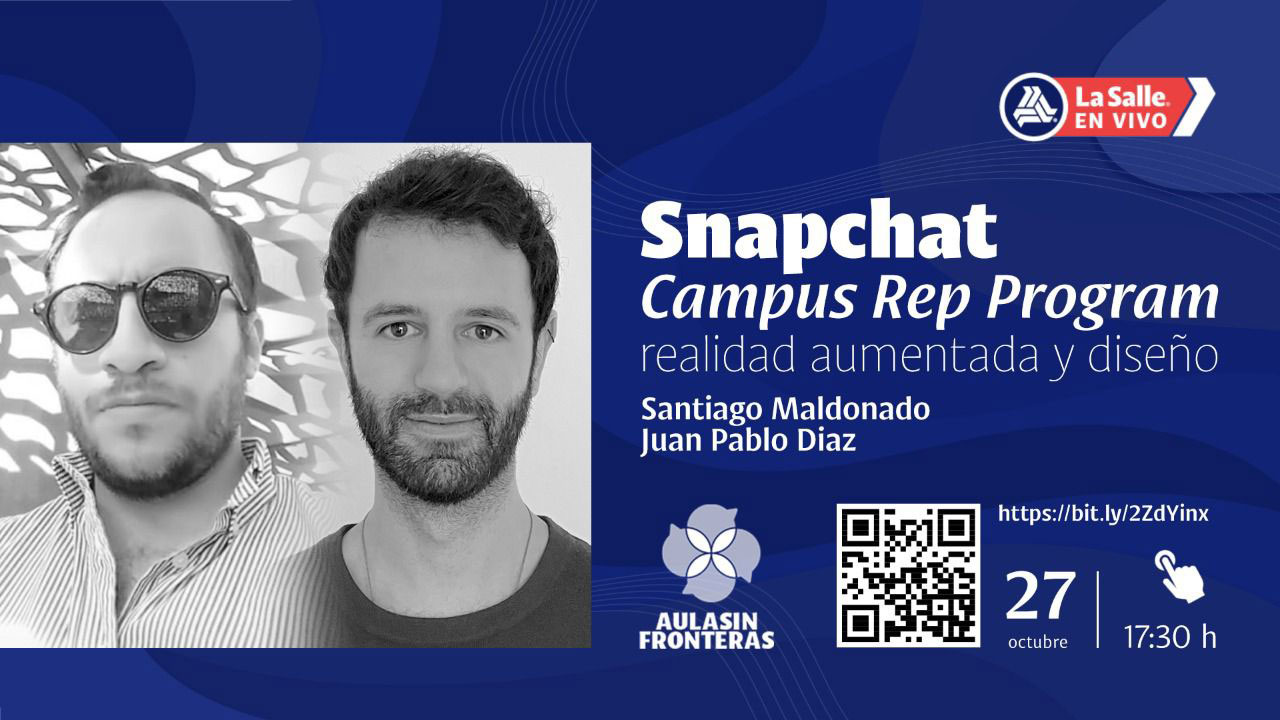 La Salle®
EN VIVO
Snapchat
Campus Rep Program
realidad aumentada y diseño
Santiago Maldonado
Juan Pablo Diaz
AULASIN
FRONTERAS
https://bit.ly/2ZdYinx
27
octubre
17:30 h